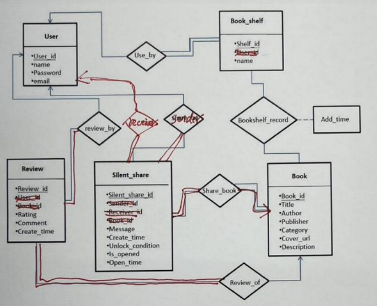 User
•User_id
•name
•Password
•email
Book_shelf
•Shelf_id
•User_id
•name
Use_by
receives
sends
review_by
Bookshelf_record
Add_time
Review
•Review_id
•User_id
•Book_id
•Rating
•Comment
•Create_time
Silent_share
•Silent_share_id
•Sender_id
•Receiver_id
•Book_id
•Message
•Create_time
•Unlock_condition
•Is_opened
•Open_time
Share_book
Book
•Book_id
•Title
•Author
•Publisher
•Category
•Cover_url
•Description
Review_of